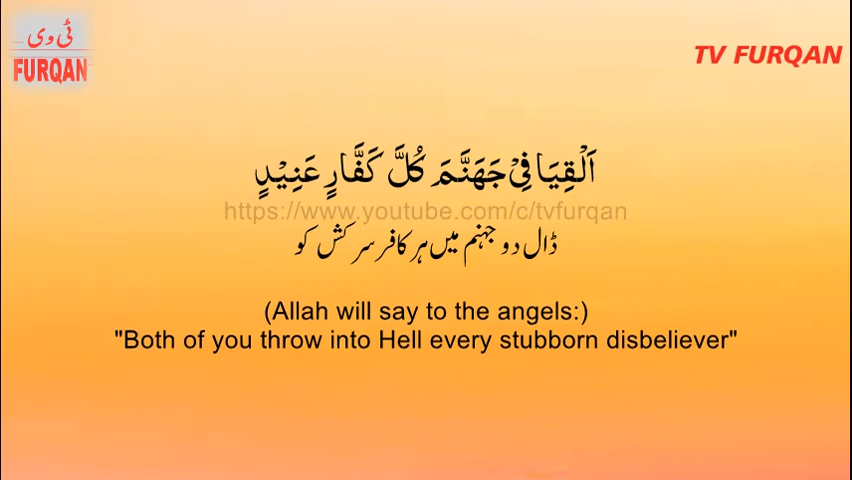 ٹی وی
FURQAN
TV FURQAN
اَلْقِيَا فِيْ جَهَنَّمَ كُلَّ كَفَّارٍ عَنِيْدٍ
https://www.youtube.com/c/tvfurqan
ڈال دو جہنم میں ہر کافر سرکش کو
(Allah will say to the angels:)
"Both of you throw into Hell every stubborn disbeliever"